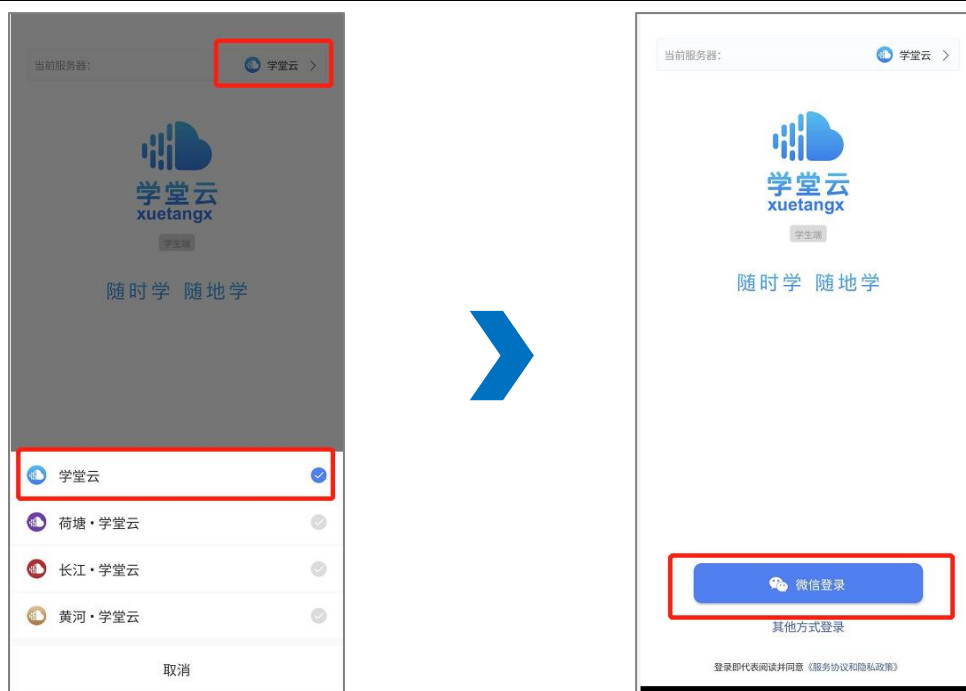 当前服务器：
学堂云
学堂云
xuetangx
学生端
随时学 随地学
学堂云
荷塘・学堂云
长江・学堂云
黄河・学堂云
取消
当前服务器：
学堂云
学堂云
xuetangx
学生端
随时学 随地学
微信登录
其他方式登录
登录即代表阅读并同意《服务协议和隐私政策》